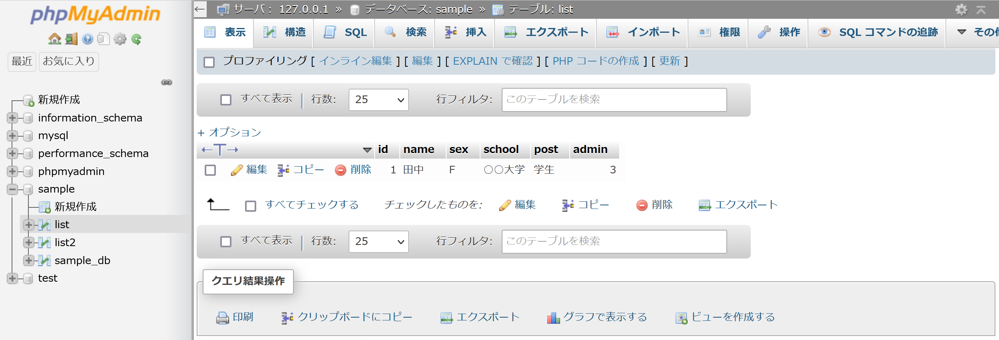 phpMyAdmin
最近 お気に入り
新規作成
information_schema
mysql
performance_schema
phpmyadmin
sample
新規作成
list
list2
sample_db
test
← サーバ： 127.0.0.1 » データベース: sample » テーブル: list
表示 構造 SQL 検索 挿入 エクスポート インポート 権限 操作 SQL コマンドの追跡
プロファイリング [ インライン編集 ] [ 編集 ] [ EXPLAIN で確認 ] [ PHP コードの作成 ] [ 更新 ]
すべて表示 | 行数: 25 行フィルタ: このテーブルを検索
+ オプション
←T→ id name sex school post admin
編集 コピー 削除 1 田中 F 〇〇大学 学生 3
すべてチェックする チェックしたものを: 編集 コピー 削除 エクスポート
すべて表示 | 行数: 25 行フィルタ: このテーブルを検索
クエリ結果操作
印刷 クリップボードにコピー エクスポート グラフで表示する ビューを作成する